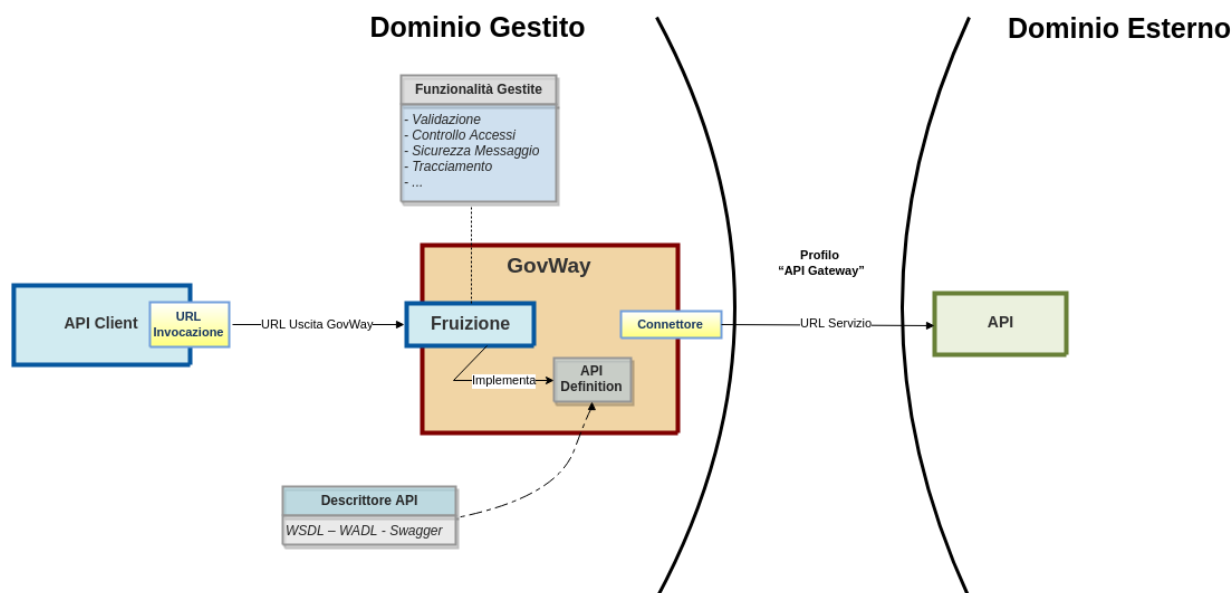 Dominio Gestito
Dominio Esterno
Funzionalità Gestite
- Validazione
- Controllo Accessi
- Sicurezza Messaggio
- Tracciamento
- ...
GovWay
Profilo
“API Gateway”
API Client
URL
Invocazione
URL Uscita GovWay
Fruizione
Connettore
URL Servizio
API
Implementa
API
Definition
Descrittore API
WSDL – WADL - Swagger